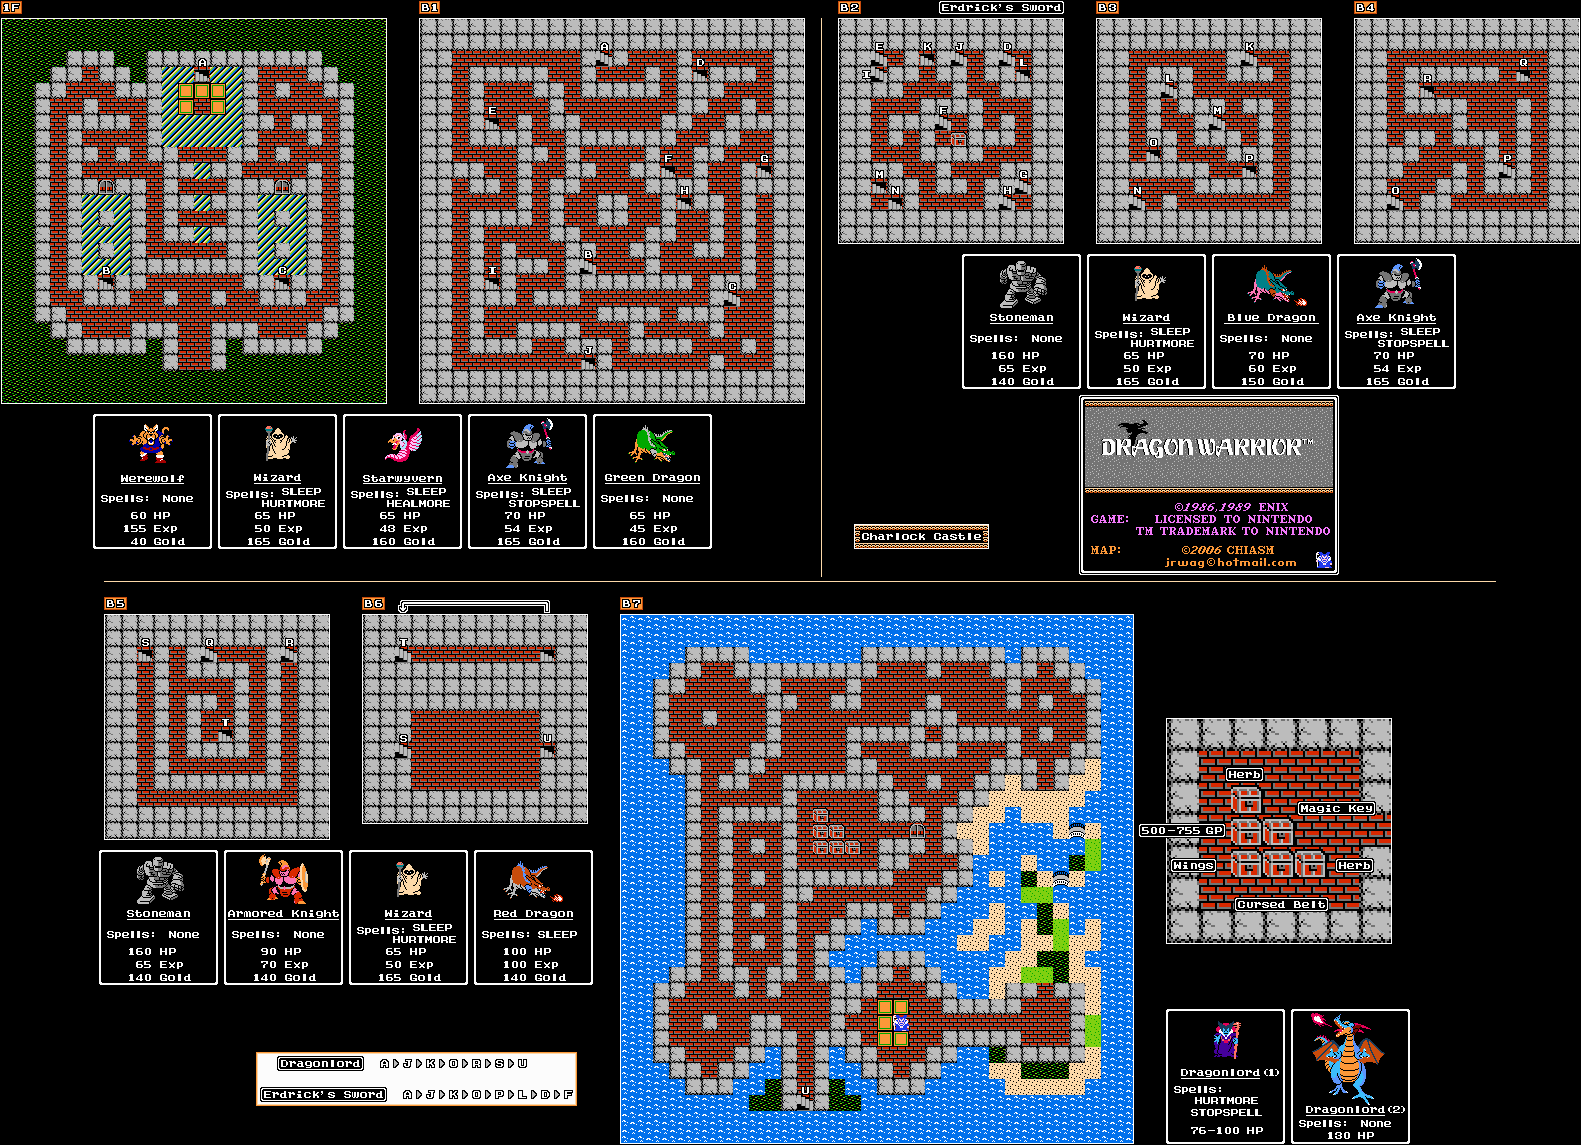 1F
B1
B2
Erdrick's Sword
B3
B4
A
B
C
A
D
E
F
G
H
B
I
C
J
E
K
J
D
I
L
F
M
N
G
H
K
L
M
O
P
N
Q
R
P
O
Stoneman
Spells: None
160 HP
65 Exp
140 Gold
Wizard
Spells: SLEEP
HURTMORE
65 HP
50 Exp
165 Gold
Blue Dragon
Spells: None
70 HP
60 Exp
150 Gold
Axe Knight
Spells: SLEEP
STOPSPELL
70 HP
54 Exp
165 Gold
Werewolf
Spells: None
60 HP
155 Exp
40 Gold
Wizard
Spells: SLEEP
HURTMORE
65 HP
50 Exp
165 Gold
Starwyvern
Spells: SLEEP
HEALMORE
65 HP
43 Exp
160 Gold
Axe Knight
Spells: SLEEP
STOPSPELL
70 HP
54 Exp
165 Gold
Green Dragon
Spells: None
65 HP
45 Exp
160 Gold
Charlock Castle
DRAGON WARRIOR™
©1986,1989 ENIX
GAME: LICENSED TO NINTENDO
TM TRADEMARK TO NINTENDO
MAP: ©2006 CHIASM
jrwag@hotmail.com
B5
B6
B7
S
Q
R
T
T
S
U
U
Herb
Magic Key
500-755 GP
Wings
Herb
Cursed Belt
Stoneman
Spells: None
160 HP
65 Exp
140 Gold
Armored Knight
Spells: None
90 HP
70 Exp
140 Gold
Wizard
Spells: SLEEP
HURTMORE
65 HP
50 Exp
165 Gold
Red Dragon
Spells: SLEEP
100 HP
100 Exp
140 Gold
Dragonlord A▷J▷K▷O▷R▷S▷U
Erdrick's Sword A▷J▷K▷O▷P▷L▷D▷F
Dragonlord(1)
Spells:
HURTMORE
STOPSPELL
76-100 HP
Dragonlord(2)
Spells: None
130 HP